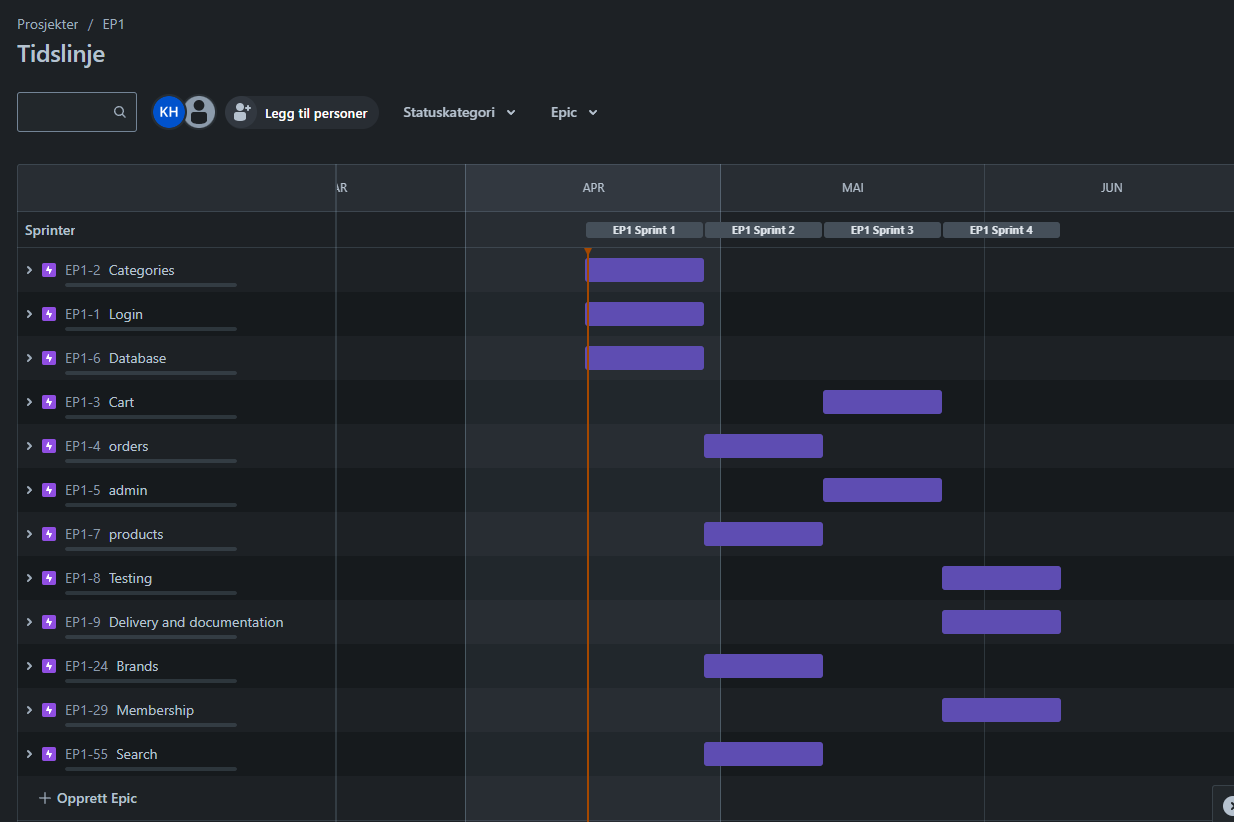 Prosjekter / EP1
Tidslinje
KH
Legg til personer
Statuskategori
Epic
APR
MAI
JUN
Sprinter
EP1 Sprint 1
EP1 Sprint 2
EP1 Sprint 3
EP1 Sprint 4
EP1-2 Categories
EP1-1 Login
EP1-6 Database
EP1-3 Cart
EP1-4 orders
EP1-5 admin
EP1-7 products
EP1-8 Testing
EP1-9 Delivery and documentation
EP1-24 Brands
EP1-29 Membership
EP1-55 Search
+ Opprett Epic